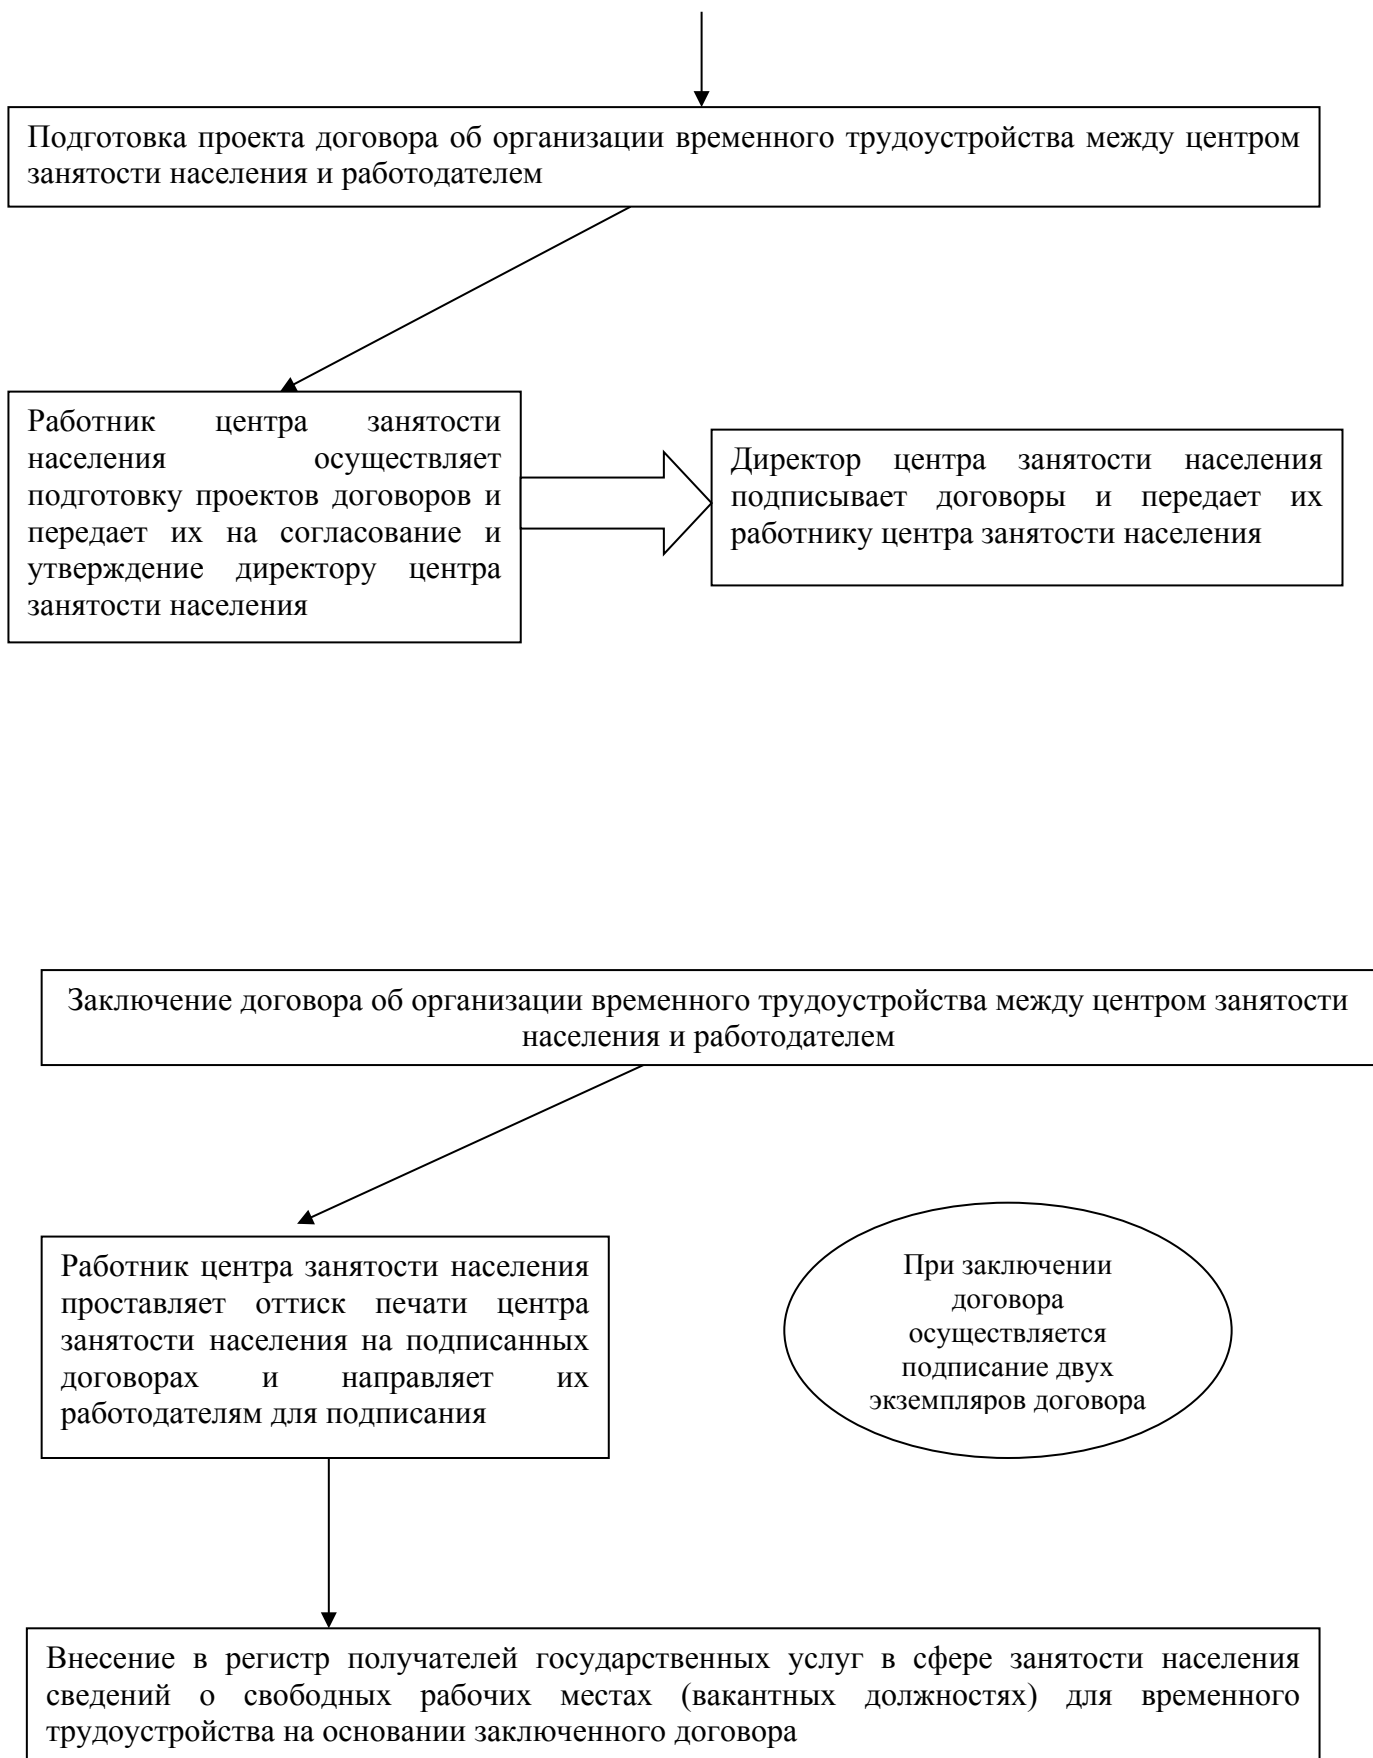 Подготовка проекта договора об организации временного трудоустройства между центром
занятости населения и работодателем
Работник центра занятости
населения осуществляет
подготовку проектов договоров и
передает их на согласование и
утверждение директору центра
занятости населения
Директор центра занятости населения
подписывает договоры и передает их
работнику центра занятости населения
Заключение договора об организации временного трудоустройства между центром занятости
населения и работодателем
Работник центра занятости населения
проставляет оттиск печати центра
занятости населения на подписанных
договорах и направляет их
работодателям для подписания
При заключении
договора
осуществляется
подписание двух
экземпляров договора
Внесение в регистр получателей государственных услуг в сфере занятости населения
сведений о свободных рабочих местах (вакантных должностях) для временного
трудоустройства на основании заключенного договора